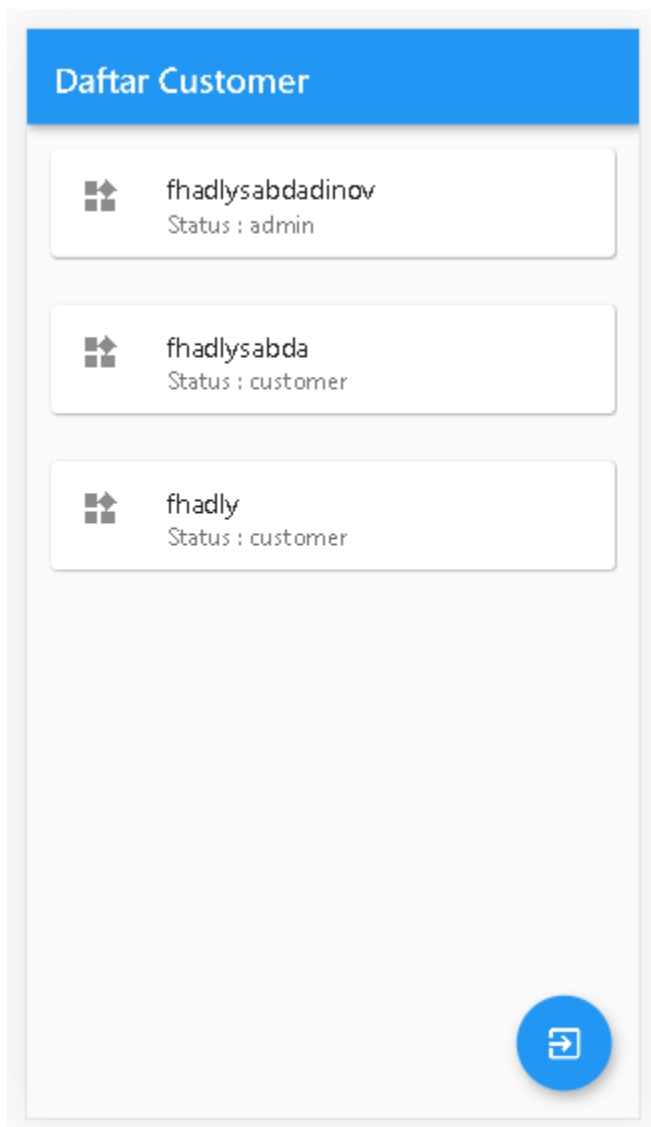 Daftar Customer
fhadlysabdadinov
Status : admin
fhadlysabda
Status : customer
fhadly
Status : customer